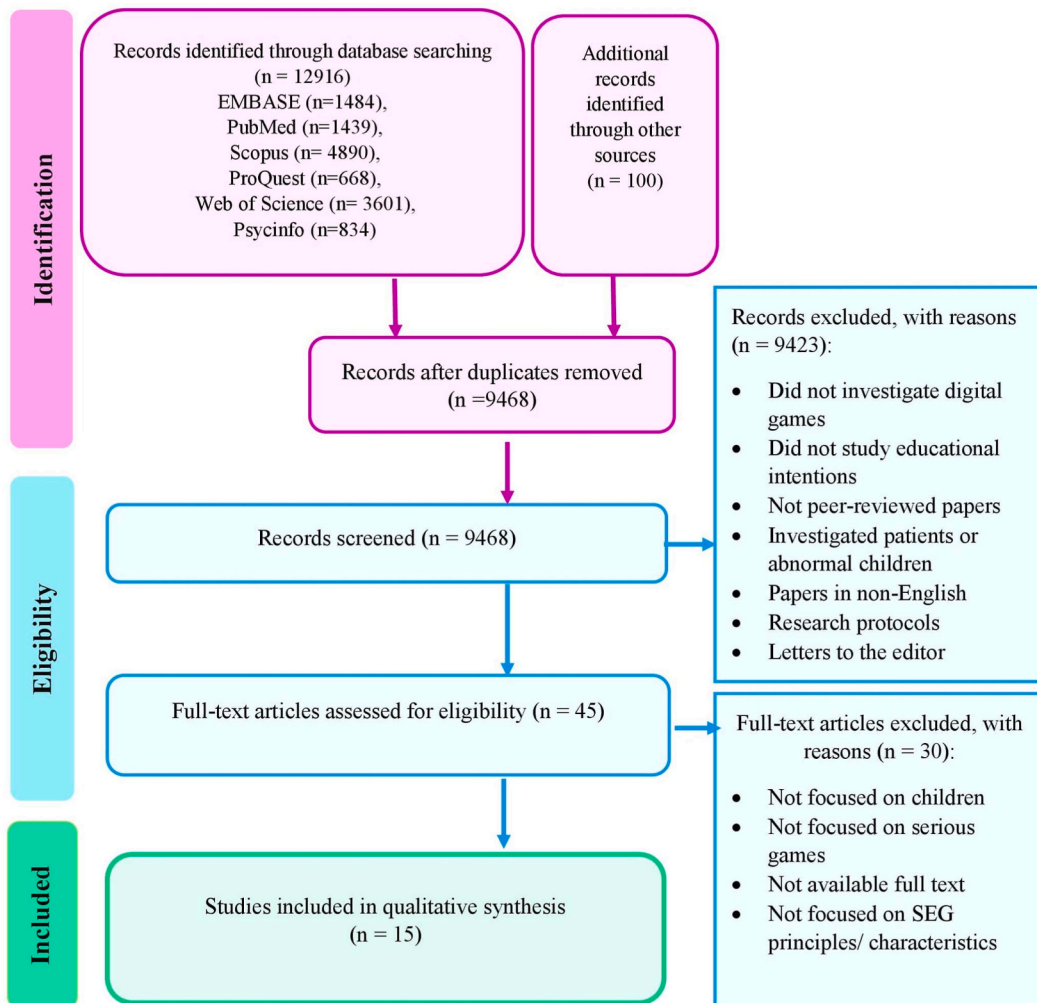 Identification
Records identified through database searching
(n = 12916)
EMBASE (n=1484),
PubMed (n=1439),
Scopus (n= 4890),
ProQuest (n=668),
Web of Science (n= 3601),
Psycinfo (n=834)
Additional
records
identified
through other
sources
(n = 100)
Records after duplicates removed
(n =9468)
Records excluded, with reasons
(n = 9423):
• Did not investigate digital
games
• Did not study educational
intentions
• Not peer-reviewed papers
• Investigated patients or
abnormal children
• Papers in non-English
• Research protocols
• Letters to the editor
Eligibility
Records screened (n = 9468)
Full-text articles assessed for eligibility (n = 45)
Full-text articles excluded, with
reasons (n = 30):
• Not focused on children
• Not focused on serious
games
• Not available full text
• Not focused on SEG
principles/ characteristics
Included
Studies included in qualitative synthesis
(n = 15)